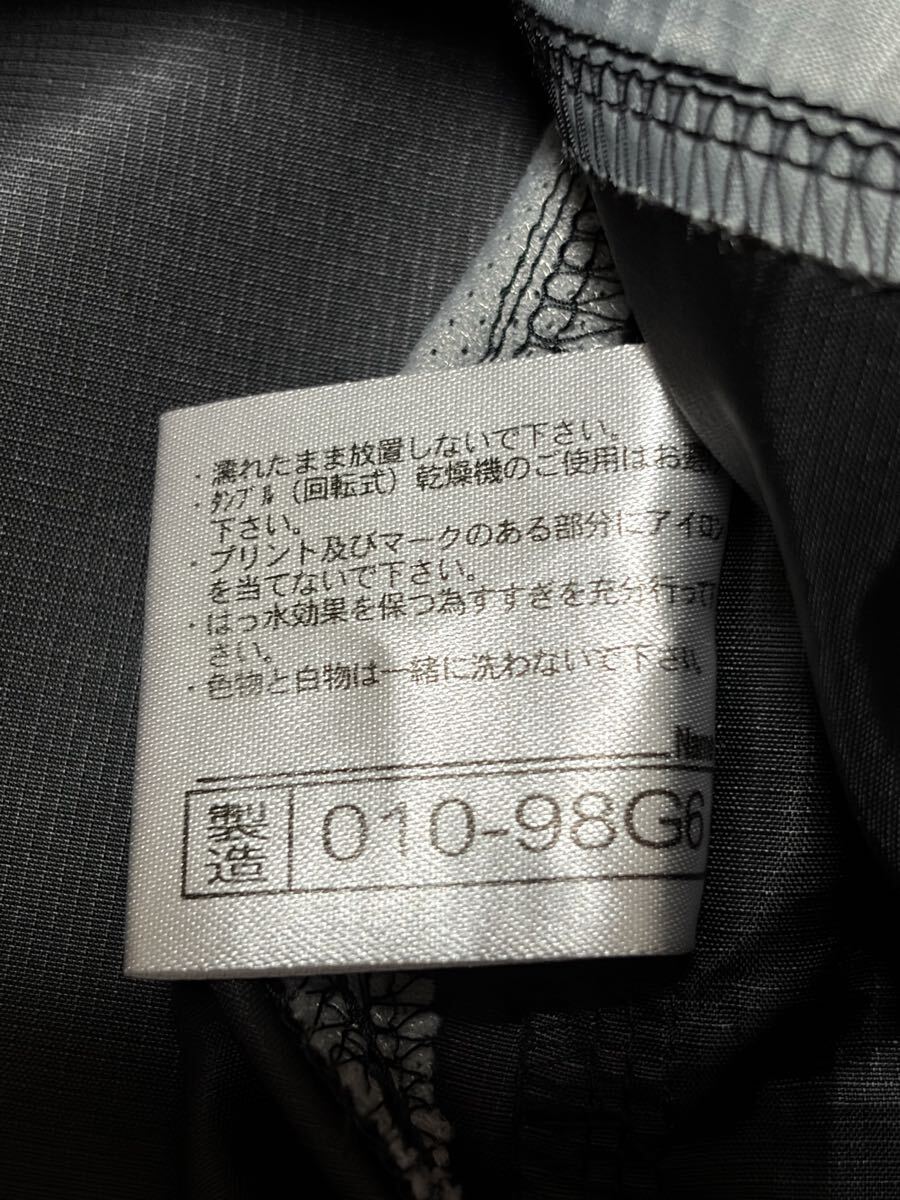 ・濡れたまま放置しないで下さい。
・タンブル(回転式)乾燥機のご使用はお
下さい。
・プリント及びマークのある部分にアイロン
を当てないで下さい。
・はっ水効果を保つ為すすぎを充分行って
さい。
・色物と白物は一緒に洗わないで下さ
製造 010-98G6